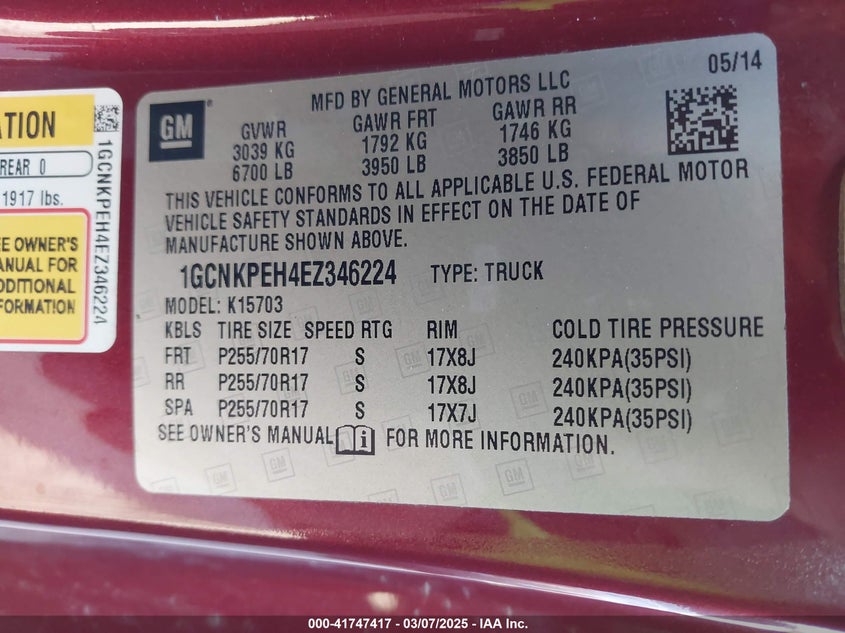 ATION
REAR 0
1917 lbs.
EE OWNER'S
ANUAL FOR
DDITIONAL
FORMATION
1GCNKPEH4EZ346224
GM
05/14
MFD BY GENERAL MOTORS LLC
GVWR GAWR FRT GAWR RR
3039 KG 1792 KG 1746 KG
6700 LB 3950 LB 3850 LB
THIS VEHICLE CONFORMS TO ALL APPLICABLE U.S. FEDERAL MOTOR
VEHICLE SAFETY STANDARDS IN EFFECT ON THE DATE OF
MANUFACTURE SHOWN ABOVE.
1GCNKPEH4EZ346224 TYPE: TRUCK
MODEL: K15703
KBLS TIRE SIZE SPEED RTG RIM COLD TIRE PRESSURE
FRT P255/70R17 S 17X8J 240KPA(35PSI)
RR P255/70R17 S 17X8J 240KPA(35PSI)
SPA P255/70R17 S 17X7J 240KPA(35PSI)
SEE OWNER'S MANUAL i FOR MORE INFORMATION.
000-41747417 - 03/07/2025 - IAA Inc.